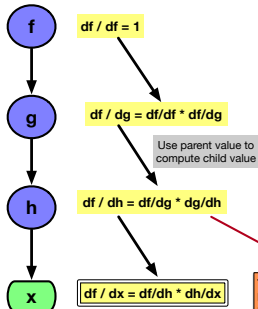 f
df / df = 1
g
df / dg = df/df * df/dg
Use parent value to
compute child value
h
df / dh = df/dg * dg/dh
x
df / dx = df/dh * dh/dx